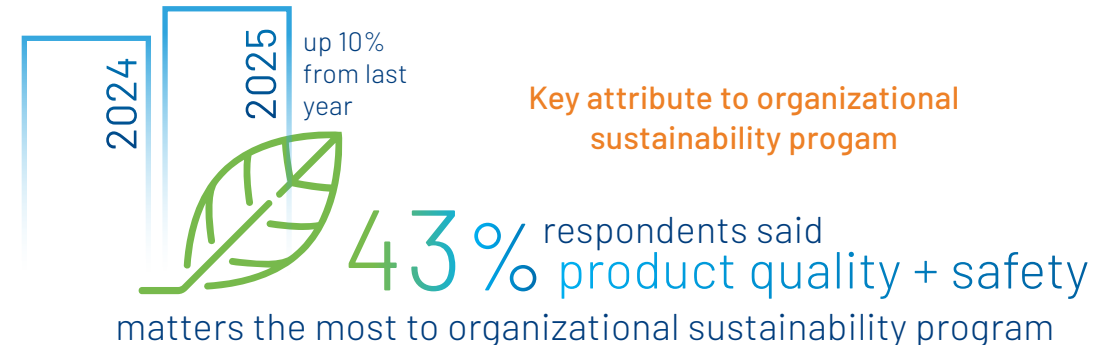 2024
2025
up 10%
from last
year
Key attribute to organizational
sustainability progam
43% respondents said
product quality + safety
matters the most to organizational sustainability program